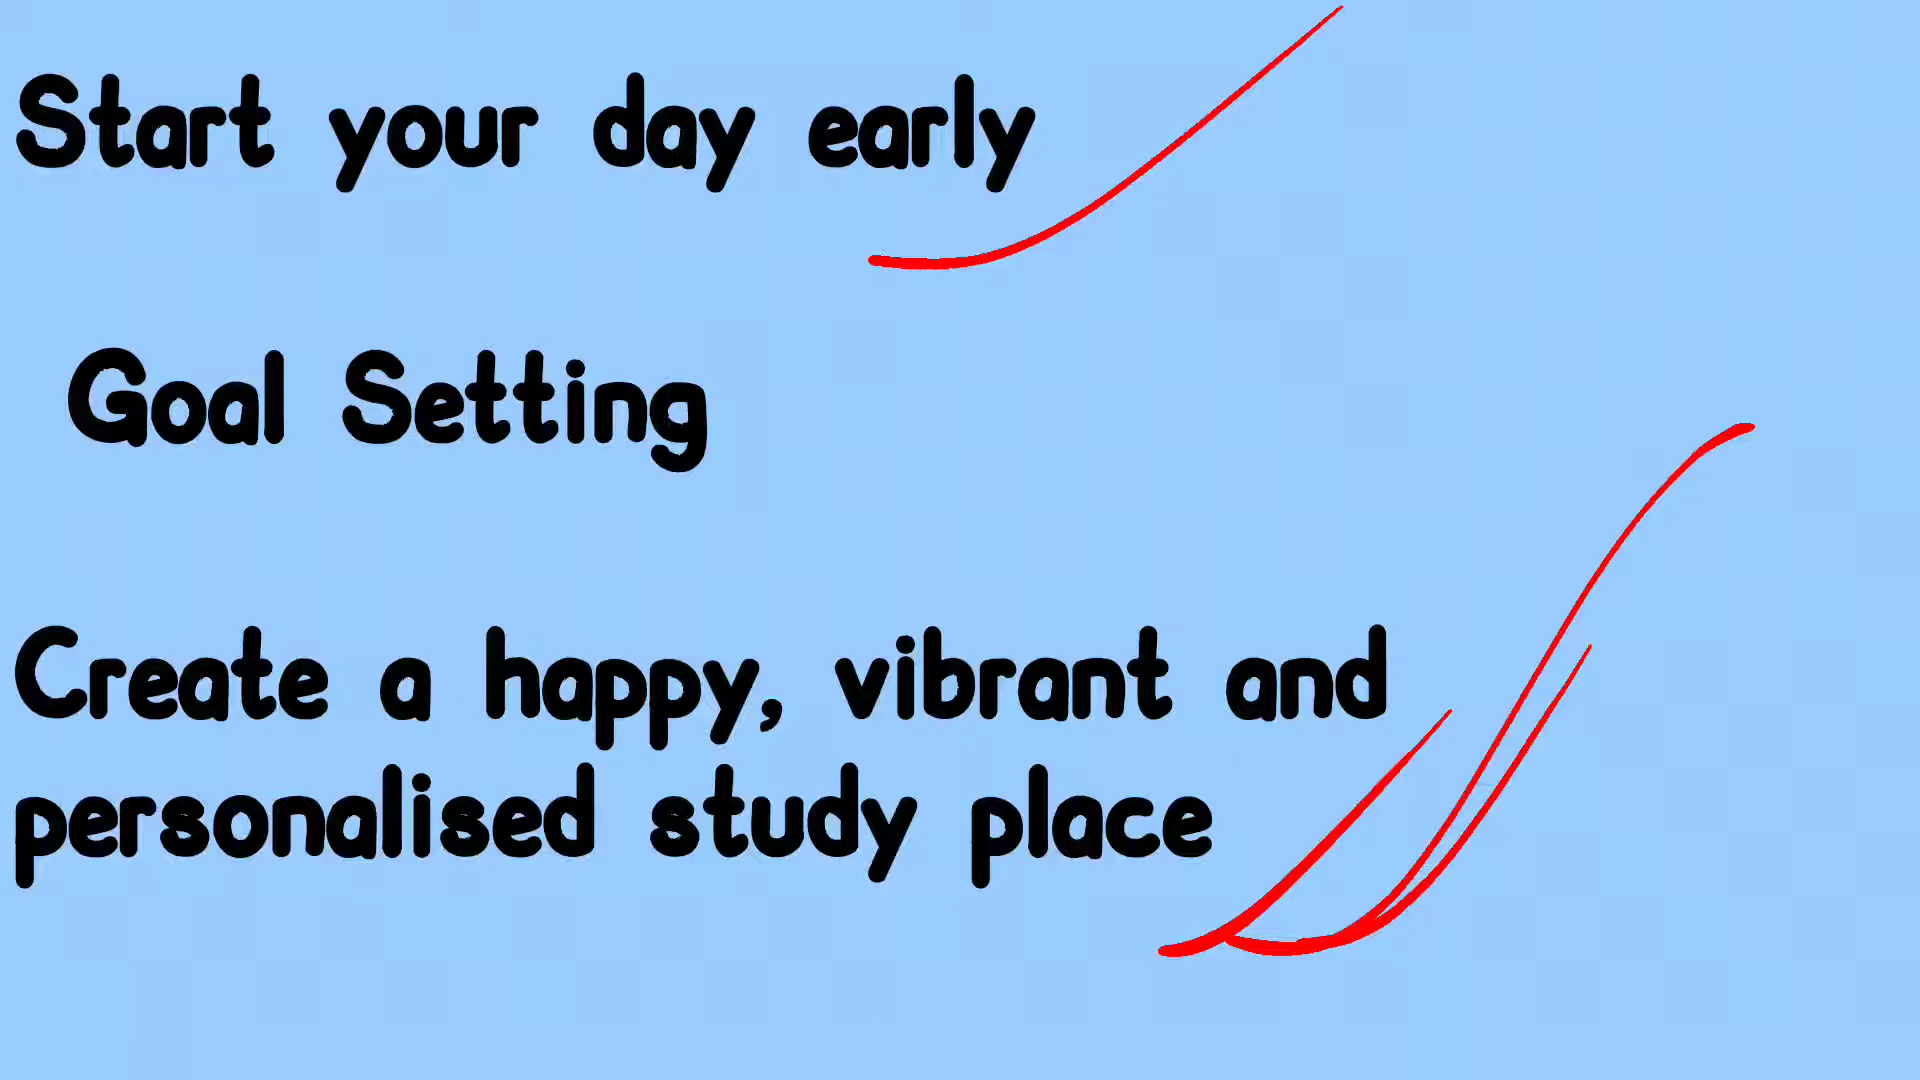 Start your day early
Goal Setting
Create a happy, vibrant and
personalised study place